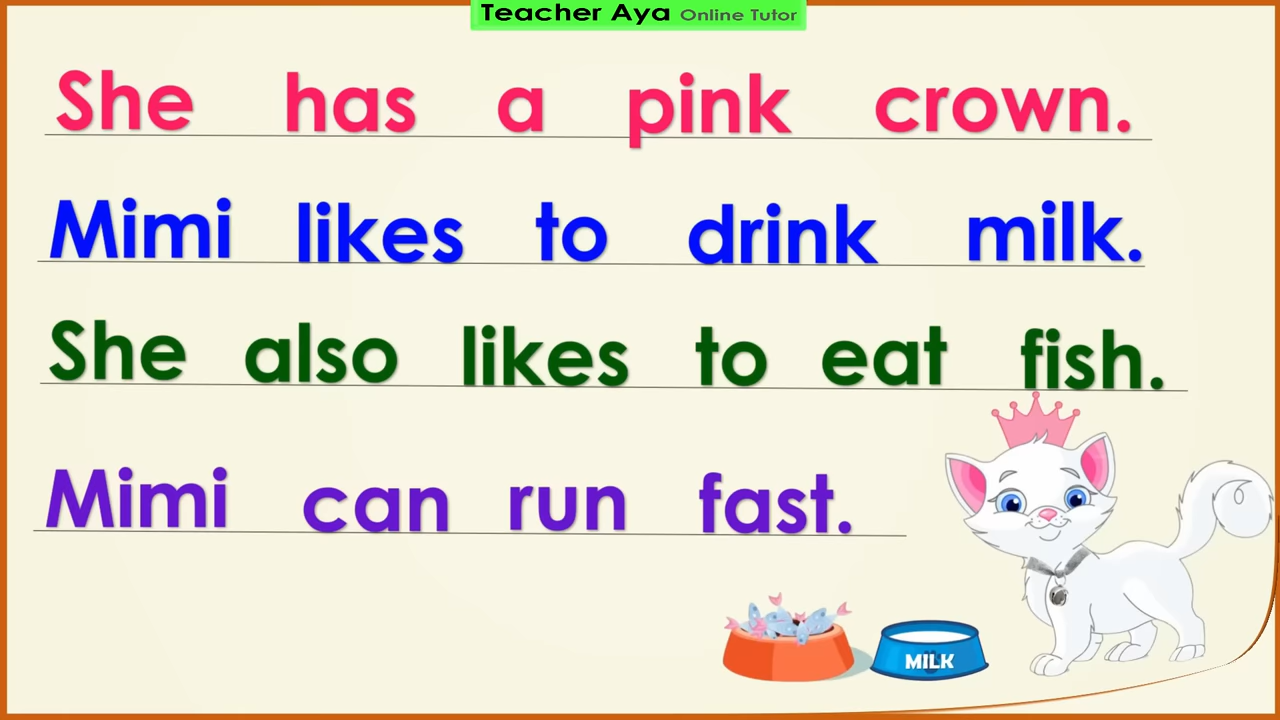 Teacher Aya Online Tutor
She has a pink crown.
Mimi likes to drink milk.
She also likes to eat fish.
Mimi can run fast.
MILK